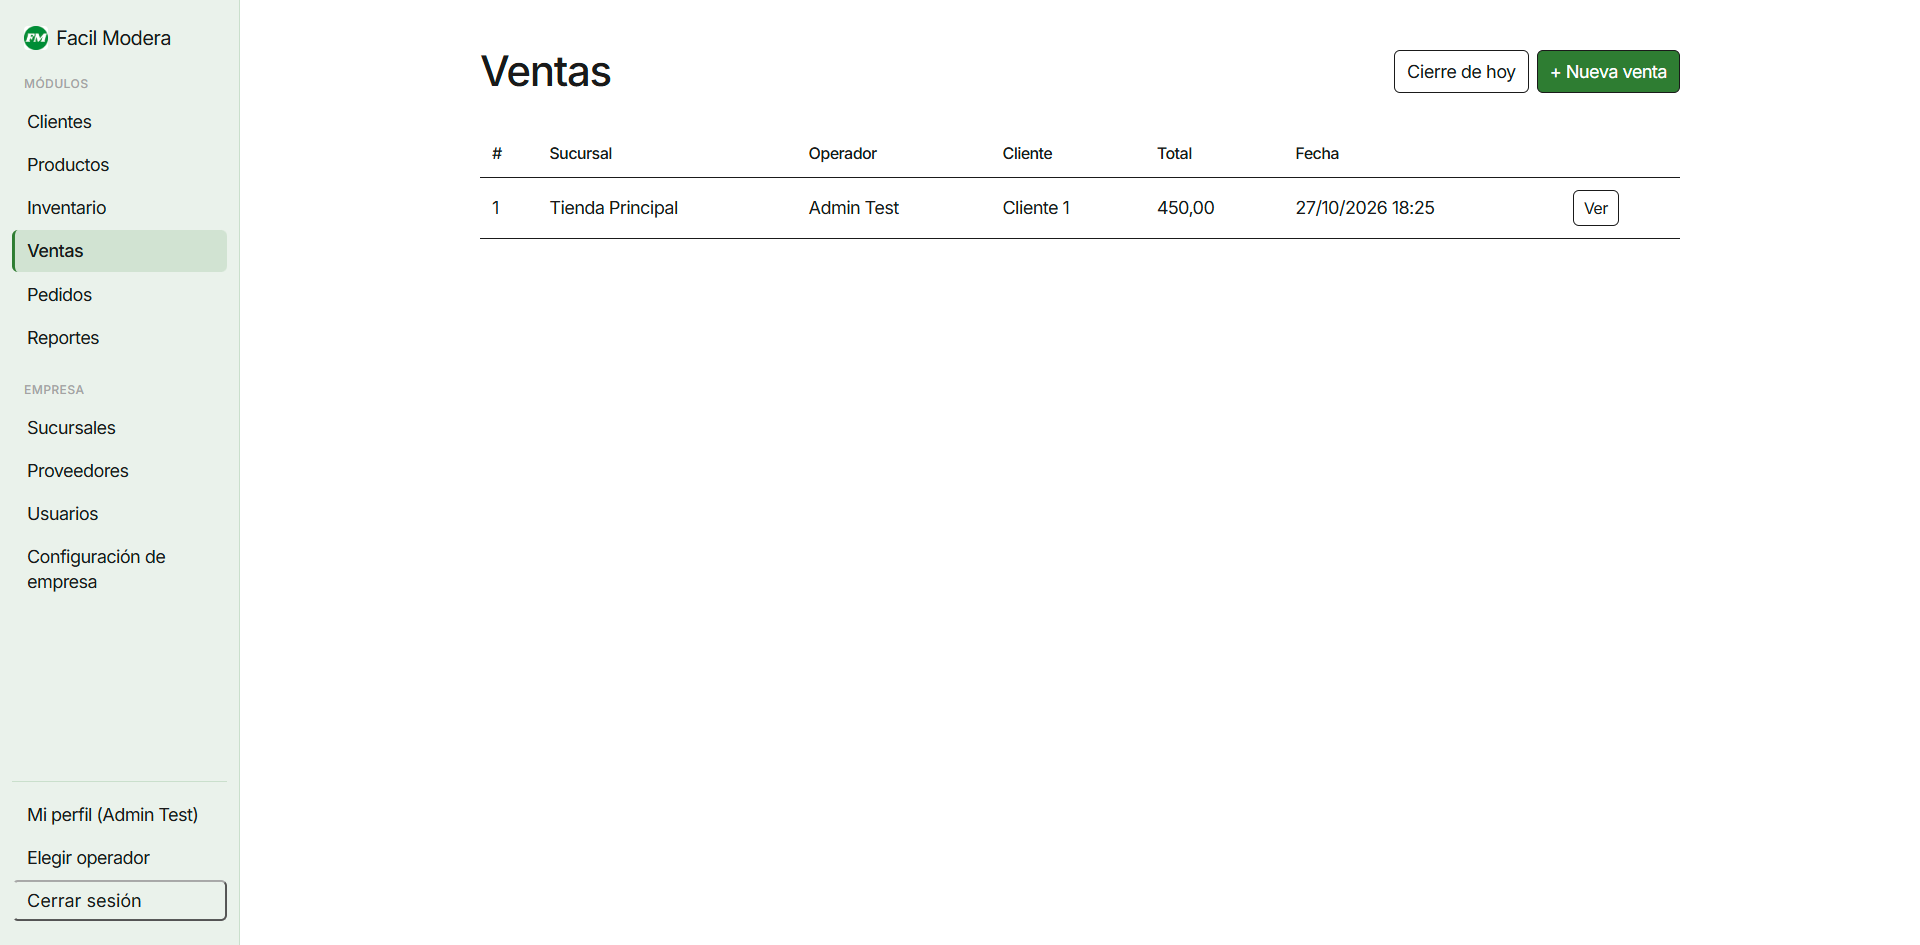 FM Facil Modera
MÓDULOS
Clientes
Productos
Inventario
Ventas
Pedidos
Reportes
EMPRESA
Sucursales
Proveedores
Usuarios
Configuración de
empresa
Mi perfil (Admin Test)
Elegir operador
Cerrar sesión
Ventas
Cierre de hoy + Nueva venta
# Sucursal Operador Cliente Total Fecha
1 Tienda Principal Admin Test Cliente 1 450,00 27/10/2026 18:25 Ver